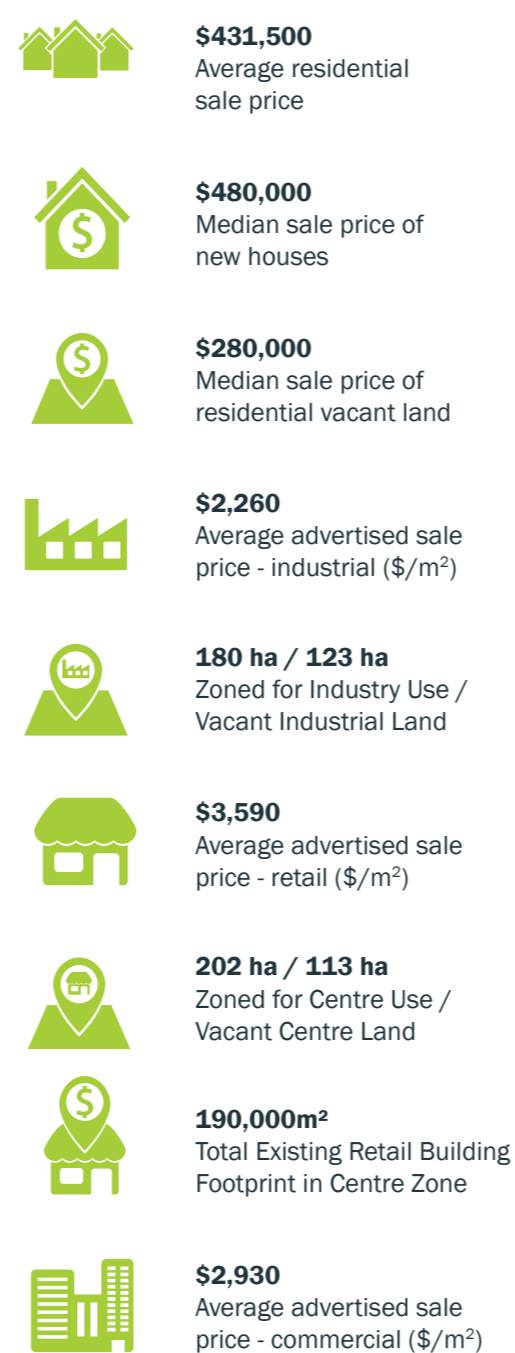 $431,500
Average residential
sale price
$
$480,000
Median sale price of
new houses
$
$280,000
Median sale price of
residential vacant land
$2,260
Average advertised sale
price - industrial ($/m²)
180 ha / 123 ha
Zoned for Industry Use /
Vacant Industrial Land
$3,590
Average advertised sale
price - retail ($/m²)
202 ha / 113 ha
Zoned for Centre Use /
Vacant Centre Land
$
190,000m²
Total Existing Retail Building
Footprint in Centre Zone
$2,930
Average advertised sale
price - commercial ($/m²)